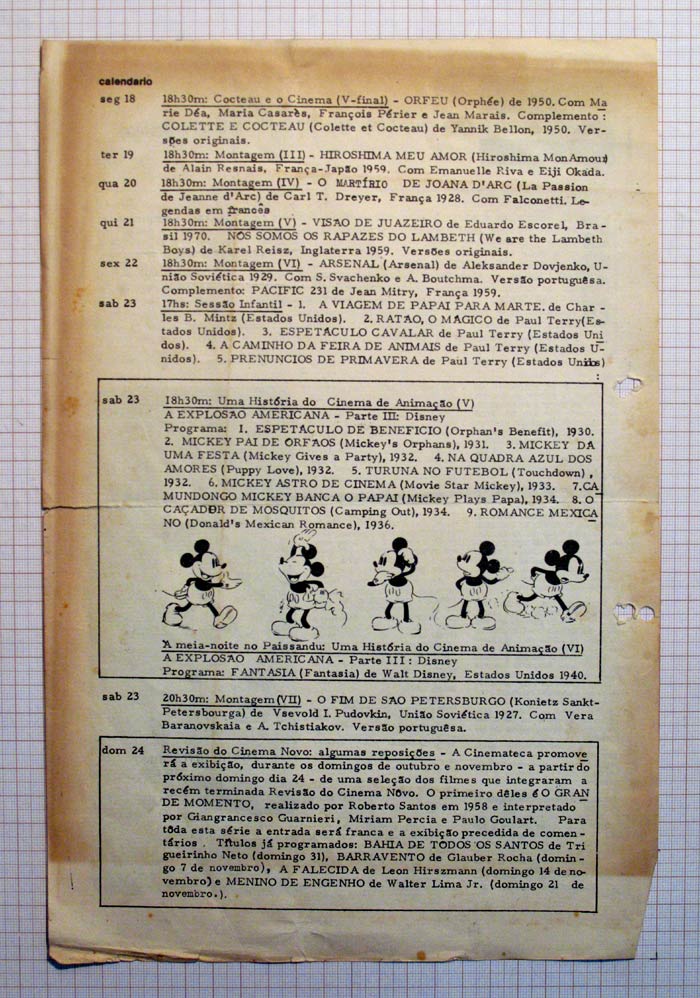 calendario
seg 18 18h30m: Cocteau e o Cinema (V-final) - ORFEU (Orphée) de 1950. Com Ma
rie Déa, Maria Casarès, François Périer e Jean Marais. Complemento :
COLETTE E COCTEAU (Colette et Cocteau) de Yannik Bellon, 1950. Ver-
sões originais.
ter 19 18h30m: Montagem (III) - HIROSHIMA MEU AMOR (Hiroshima MonAmour)
de Alain Resnais, França-Japão 1959. Com Emanuelle Riva e Eiji Okada.
qua 20 18h30m: Montagem (IV) - O MARTÍRIO DE JOANA D'ARC (La Passion
de Jeanne d'Arc) de Carl T. Dreyer, França 1928. Com Falconetti. Le-
gendas em francês
qui 21 18h30m: Montagem (V) - VISÃO DE JUAZEIRO de Eduardo Escorel, Bra-
sil 1970. NÓS SOMOS OS RAPAZES DO LAMBETH (We are the Lambeth
Boys) de Karel Reisz, Inglaterra 1959. Versões originais.
sex 22 18h30m: Montagem (VI) - ARSENAL (Arsenal) de Aleksander Dovjenko, U-
nião Soviética 1929. Com S. Svachenko e A. Boutchma. Versão portuguêsa.
Complemento: PACIFIC 231 de Jean Mitry, França 1959.
sab 23 17hs: Sessão Infantil - 1. A VIAGEM DE PAPAI PARA MARTE. de Char-
les B. Mintz (Estados Unidos). 2. RATÃO, O MÁGICO de Paul Terry(Es-
tados Unidos). 3. ESPETÁCULO CAVALAR de Paul Terry (Estados Uni
dos). 4. A CAMINHO DA FEIRA DE ANIMAIS de Paul Terry (Estados U-
nidos). 5. PRENUNCIOS DE PRIMAVERA de Paul Terry (Estados Unidos)
sab 23 18h30m: Uma História do Cinema de Animação (V)
A EXPLOSÃO AMERICANA - Parte III: Disney
Programa: 1. ESPETÁCULO DE BENEFICIO (Orphan's Benefit), 1930.
2. MICKEY PAI DE ÓRFÃOS (Mickey's Orphans), 1931. 3. MICKEY DÁ
UMA FESTA (Mickey Gives a Party), 1932. 4. NA QUADRA AZUL DOS
AMORES (Puppy Love), 1932. 5. TURUNA NO FUTEBOL (Touchdown) ,
1932. 6. MICKEY ASTRO DE CINEMA (Movie Star Mickey), 1933. 7.CA
MUNDONGO MICKEY BANCA O PAPAI (Mickey Plays Papa), 1934. 8. O
CAÇADOR DE MOSQUITOS (Camping Out), 1934. 9. ROMANCE MEXICA
NO (Donald's Mexican Romance), 1936.
À meia-noite no Paissandu: Uma História do Cinema de Animação (VI)
A EXPLOSÃO AMERICANA - Parte III : Disney
Programa: FANTASIA (Fantasia) de Walt Disney, Estados Unidos 1940.
sab 23 20h30m: Montagem (VII) - O FIM DE SÃO PETERSBURGO (Konietz Sankt-
Petersbourga) de Vsevold I. Pudovkin, União Soviética 1927. Com Vera
Baranovskaia e A. Tchistiakov. Versão portuguêsa.
dom 24 Revisão do Cinema Novo: algumas reposições - A Cinemateca promove
rá a exibição, durante os domingos de outubro e novembro - a partir do
próximo domingo dia 24 - de uma seleção dos filmes que integraram a
recém terminada Revisão do Cinema Nôvo. O primeiro dêles é O GRAN
DE MOMENTO, realizado por Roberto Santos em 1958 e interpretado
por Giangrancesco Guarnieri, Miriam Percia e Paulo Goulart. Para
tôda esta série a entrada será franca e a exibição precedida de comen-
tários . Títulos já programados: BAHIA DE TODOS OS SANTOS de Tri
gueirinho Neto (domingo 31), BARRAVENTO de Glauber Rocha (domin-
go 7 de novembro), A FALECIDA de Leon Hirszmann (domingo 14 de no-
vembro) e MENINO DE ENGENHO de Walter Lima Jr. (domingo 21 de
novembro.).